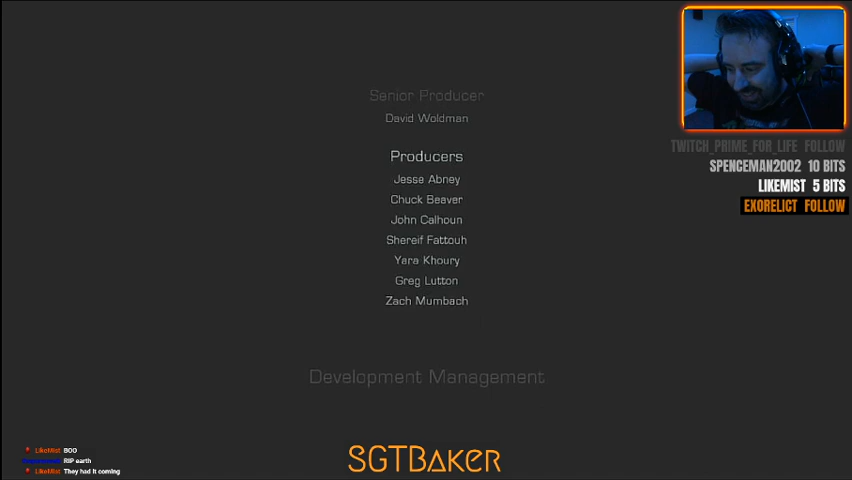 Senior Producer
David Woldman
Producers
Jesse Abney
Chuck Beaver
John Calhoun
Shereif Fattouh
Yara Khoury
Greg Lutton
Zach Mumbach
Development Management
TWITCH_PRIME_FOR_LIFE FOLLOW
SPENCEMAN2002 10 BITS
LIKEMIST 5 BITS
EXORELICT FOLLOW
LikeMist BOO
RIP earth
LikeMist They had it coming
SGTBAKER